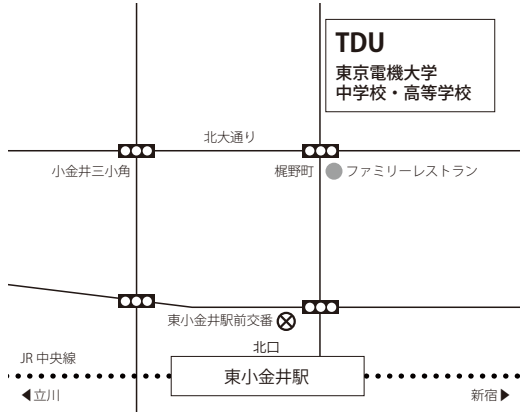 TDU
東京電機大学
中学校・高等学校
北大通り
小金井三小角
梶野町
ファミリーレストラン
東小金井駅前交番
北口
JR 中央線
東小金井駅
立川
新宿